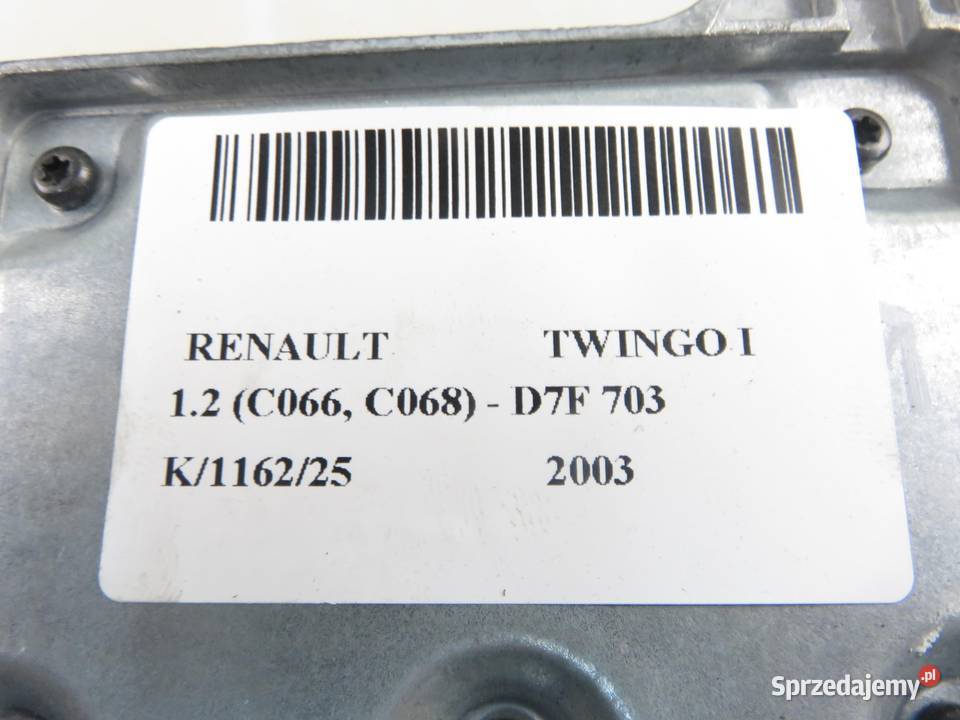 RENAULT TWINGO I
1.2 (C066, C068) - D7F 703
K/1162/25 2003
Sprzedajemy.pl